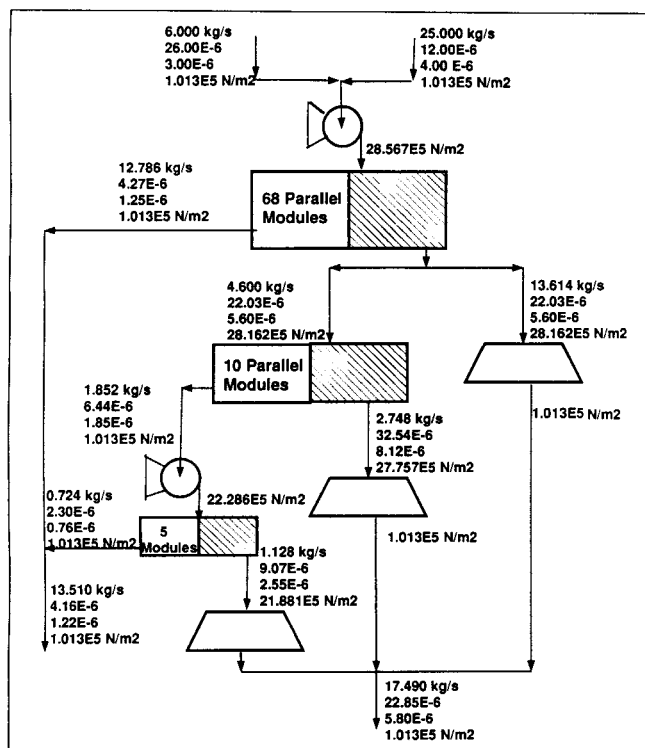 6.000 kg/s
26.00E-6
3.00E-6
1.013E5 N/m2
25.000 kg/s
12.00E-6
4.00 E-6
1.013E5 N/m2
28.567E5 N/m2
12.786 kg/s
4.27E-6
1.25E-6
1.013E5 N/m2
68 Parallel
Modules
4.600 kg/s
22.03E-6
5.60E-6
28.162E5 N/m2
13.614 kg/s
22.03E-6
5.60E-6
28.162E5 N/m2
10 Parallel
Modules
1.852 kg/s
6.44E-6
1.85E-6
1.013E5 N/m2
2.748 kg/s
32.54E-6
8.12E-6
27.757E5 N/m2
1.013E5 N/m2
22.286E5 N/m2
0.724 kg/s
2.30E-6
0.76E-6
1.013E5 N/m2
5
Modules
1.128 kg/s
9.07E-6
2.55E-6
21.881E5 N/m2
1.013E5 N/m2
13.510 kg/s
4.16E-6
1.22E-6
1.013E5 N/m2
17.490 kg/s
22.85E-6
5.80E-6
1.013E5 N/m2